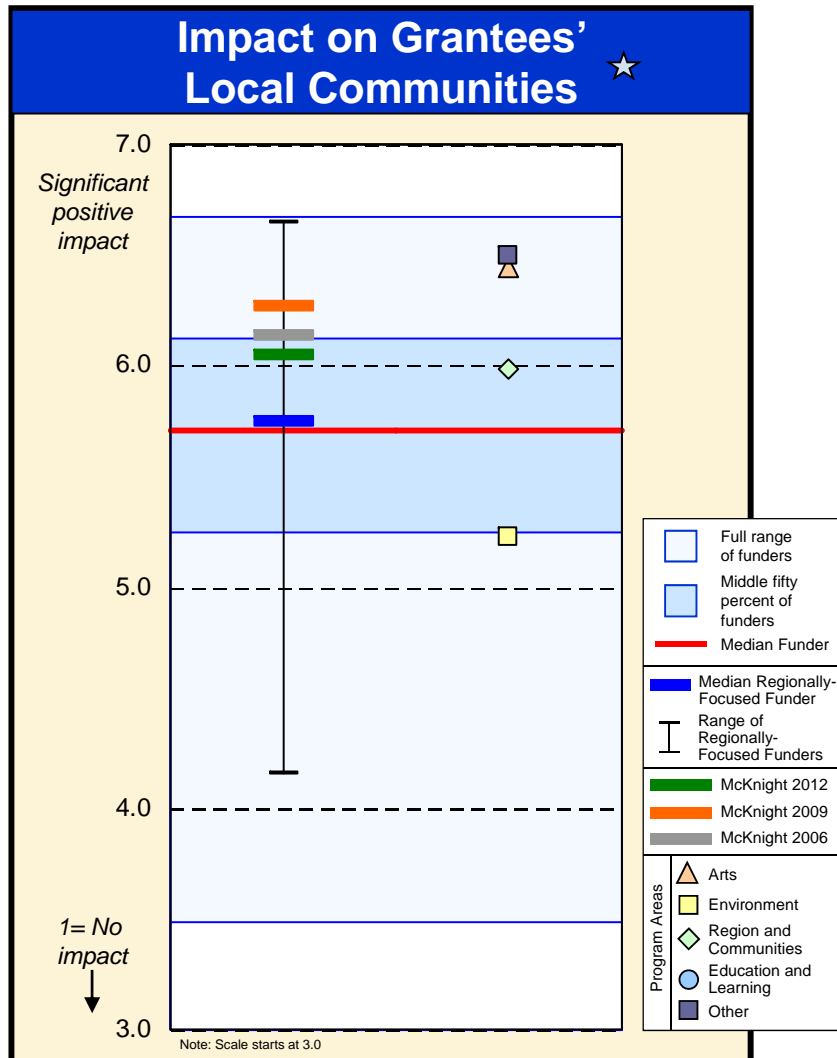 Impact on Grantees’
Local Communities
7.0
Significant
positive
impact
6.0
5.0
4.0
1= No
impact
3.0
Note: Scale starts at 3.0
Full range
of funders
Middle fifty
percent of
funders
Median Funder
Median Regionally-
Focused Funder
Range of
Regionally-
Focused Funders
McKnight 2012
McKnight 2009
McKnight 2006
Program Areas
Arts
Environment
Region and
Communities
Education and
Learning
Other